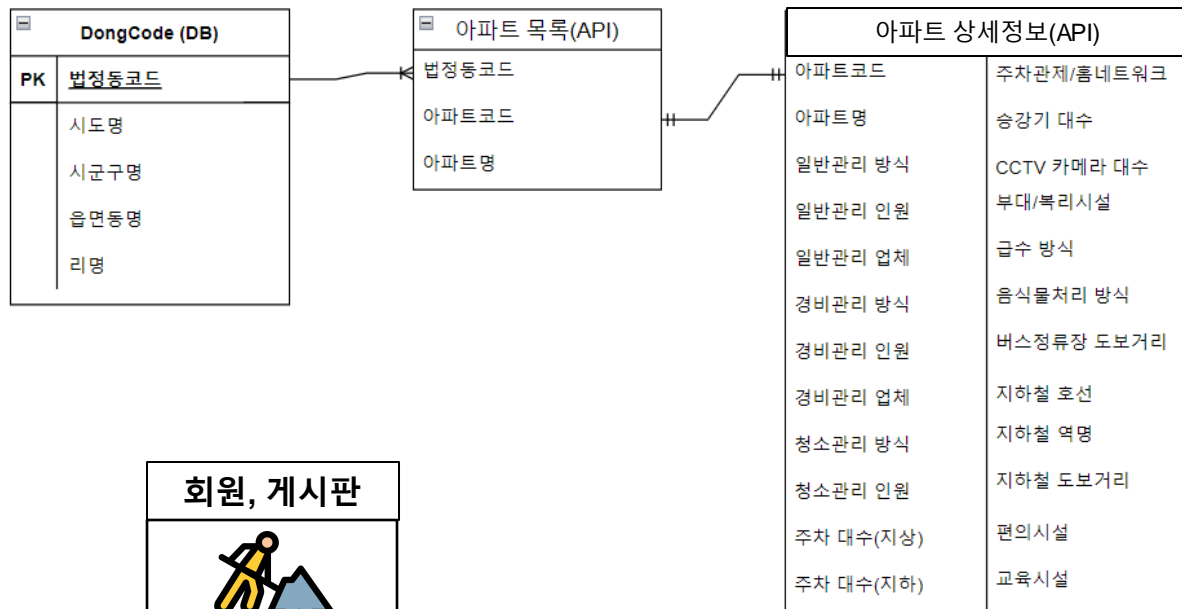 DongCode (DB)
PK 법정동코드
시도명
시군구명
읍면동명
리명
아파트 목록(API)
법정동코드
아파트코드
아파트명
아파트 상세정보(API)
아파트코드
아파트명
일반관리 방식
일반관리 인원
일반관리 업체
경비관리 방식
경비관리 인원
경비관리 업체
청소관리 방식
청소관리 인원
주차 대수(지상)
주차 대수(지하)
주차관제/홈네트워크
승강기 대수
CCTV 카메라 대수
부대/복리시설
급수 방식
음식물처리 방식
버스정류장 도보거리
지하철 호선
지하철 역명
지하철 도보거리
편의시설
교육시설
회원, 게시판